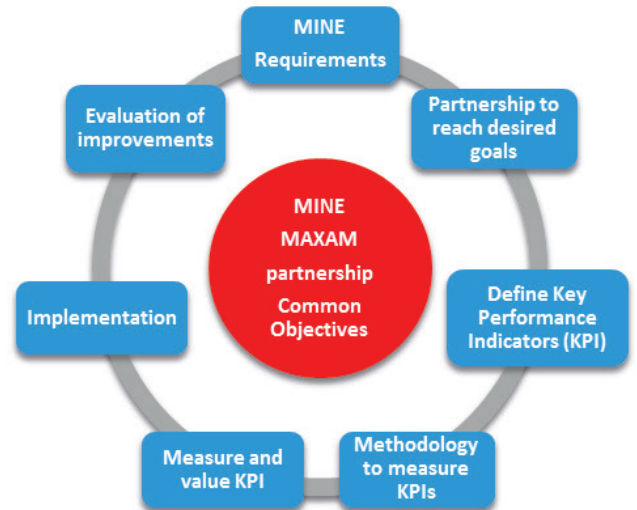 MINE
Requirements
Partnership to
reach desired
goals
Define Key
Performance
Indicators (KPI)
Methodology
to measure
KPIs
Measure and
value KPI
Implementation
Evaluation of
improvements
MINE
MAXAM
partnership
Common
Objectives